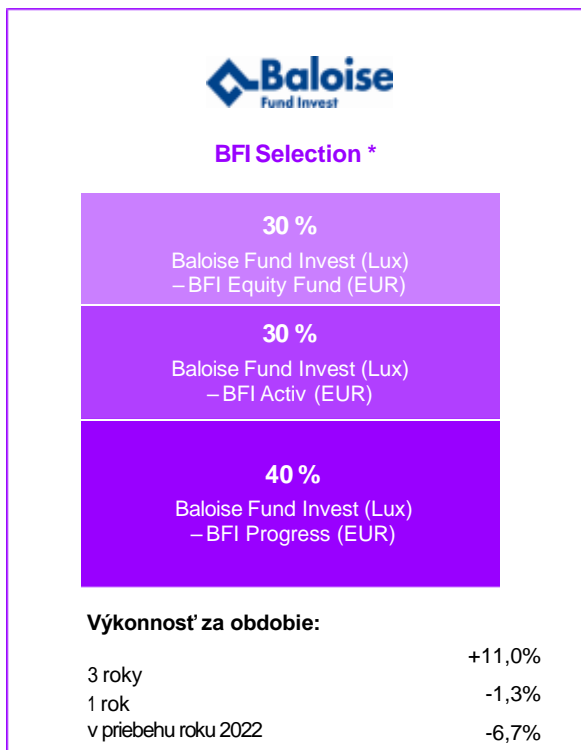 Baloise
Fund Invest
BFI Selection *
30 %
Baloise Fund Invest (Lux)
– BFI Equity Fund (EUR)
30 %
Baloise Fund Invest (Lux)
– BFI Activ (EUR)
40 %
Baloise Fund Invest (Lux)
– BFI Progress (EUR)
Výkonnosť za obdobie:
3 roky +11,0%
1 rok -1,3%
v priebehu roku 2022 -6,7%